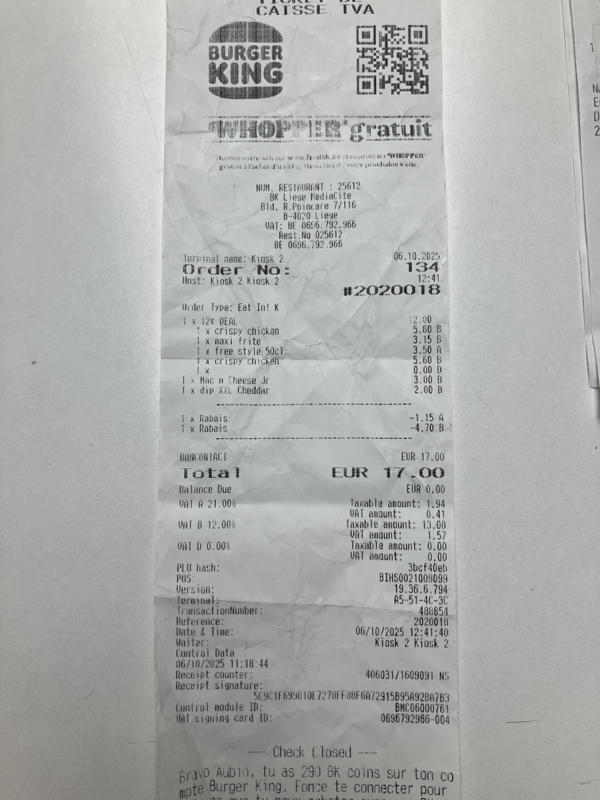 CAISSE TVA
BURGER KING
WHOPPER gratuit
NUM. RESTAURANT : 25612
BK Liege MediaCite
Bld. R.Poincare 7/116
B-4020 Liege
VAT: BE 0696.792.966
Rest.No 025612
BE 0696.792.966
Terminal name: Kiosk 2 06.10.2025
Order No: 134
Host: Kiosk 2 Kiosk 2 12:41
#2020018
Order Type: Eat In! K
1 x 12€ DEAL 12.00
1 x crispy chicken 5.60 B
1 x maxi frite 3.15 B
1 x free style 50cl 3.50 A
1 x crispy chicken 5.60 B
1 x 0.00 D
1 x Mac n Cheese Jr 3.00 B
1 x dip XXL Cheddar 2.00 B
1 x Rabais -1.15 A
1 x Rabais -4.70 B
BANCONTACT EUR 17.00
Total EUR 17.00
Balance Due EUR 0.00
VAT A 21.00% Taxable amount: 1.94
VAT amount: 0.41
VAT B 12.00% Taxable amount: 13.08
VAT amount: 1.57
VAT D 0.00% Taxable amount: 0.00
VAT amount: 0.00
PLU hash: 3bcf40eb
POS: BIHS0021009099
Version: 19.36.6.794
Terminal: A5-51-4C-3C
TransactionNumber: 488854
Reference: 2020018
Date & Time: 06/10/2025 12:41:40
Waiter: Kiosk 2 Kiosk 2
Control Data
06/10/2025 11:18:44
Receipt counter: 406031/1609091 NS
Receipt signature:
Control module ID: BMC06000761
VAT signing card ID: 0696792966-004
--- Check Closed ---
Bravo Aubin, tu as 290 BK coins sur ton co
mpte Burger King. Fonce te connecter pour